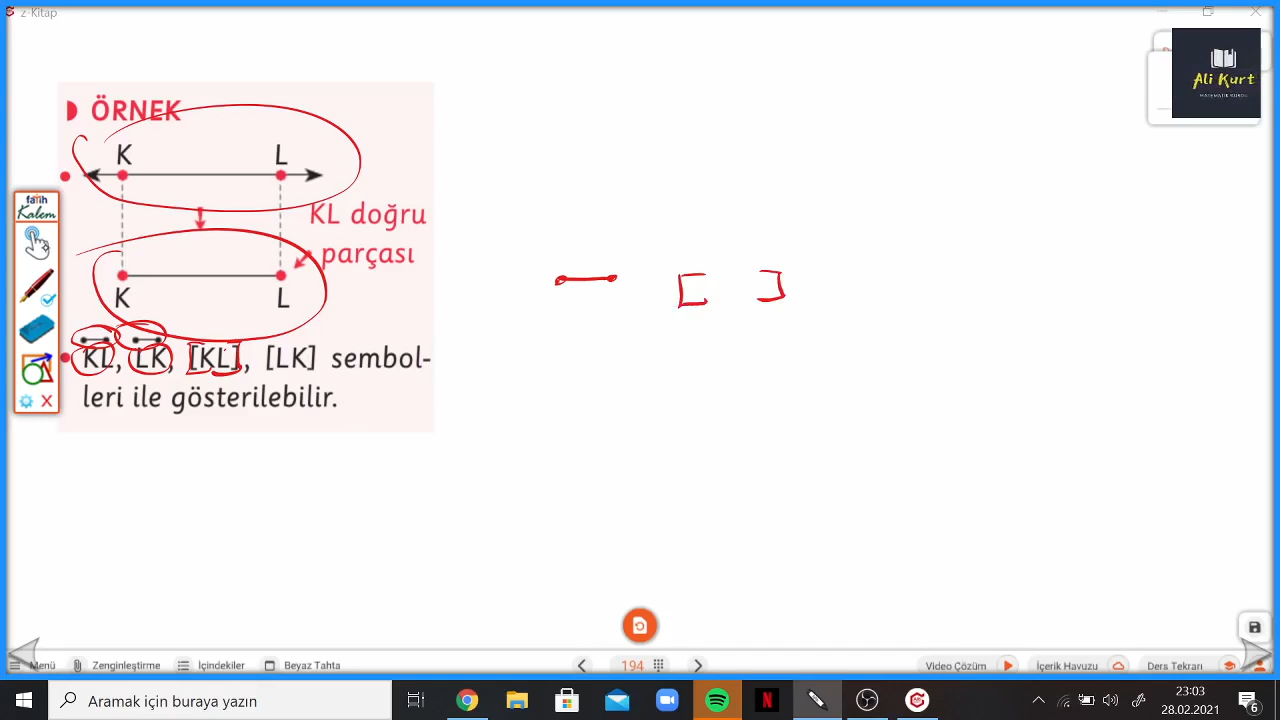 z-Kitap
Ali Kurt
ÖRNEK
K L
KL doğru
parçası
K L
KL, LK, [KL], [LK] sembol-
leri ile gösterilebilir.
fatih
Kalem
[ ]
Menü Zenginleştirme İçindekiler Beyaz Tahta 194 Video Çözüm İçerik Havuzu Ders Tekrarı
Aramak için buraya yazın
23:03
28.02.2021
6